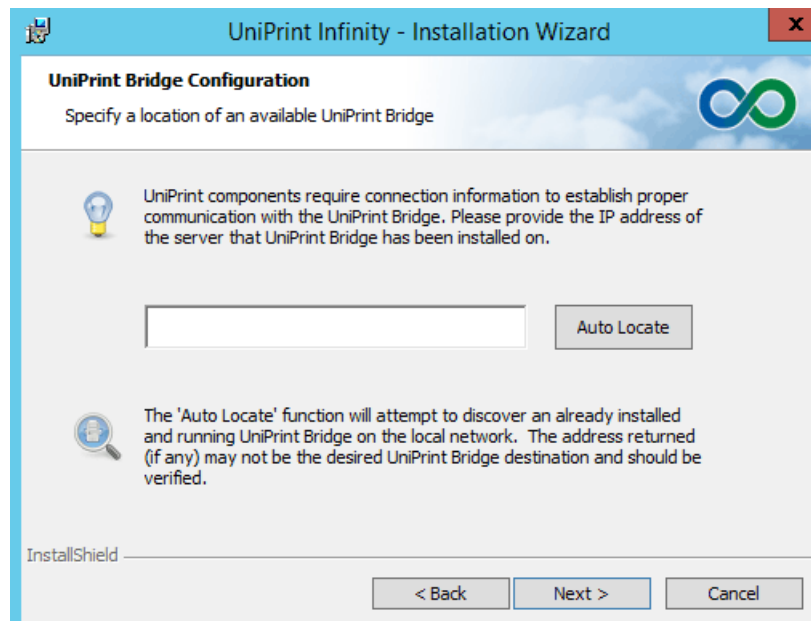 UniPrint Infinity - Installation Wizard
x
UniPrint Bridge Configuration
Specify a location of an available UniPrint Bridge
UniPrint components require connection information to establish proper
communication with the UniPrint Bridge. Please provide the IP address of
the server that UniPrint Bridge has been installed on.
Auto Locate
The 'Auto Locate' function will attempt to discover an already installed
and running UniPrint Bridge on the local network.  The address returned
(if any) may not be the desired UniPrint Bridge destination and should be
verified.
InstallShield
< Back
Next >
Cancel